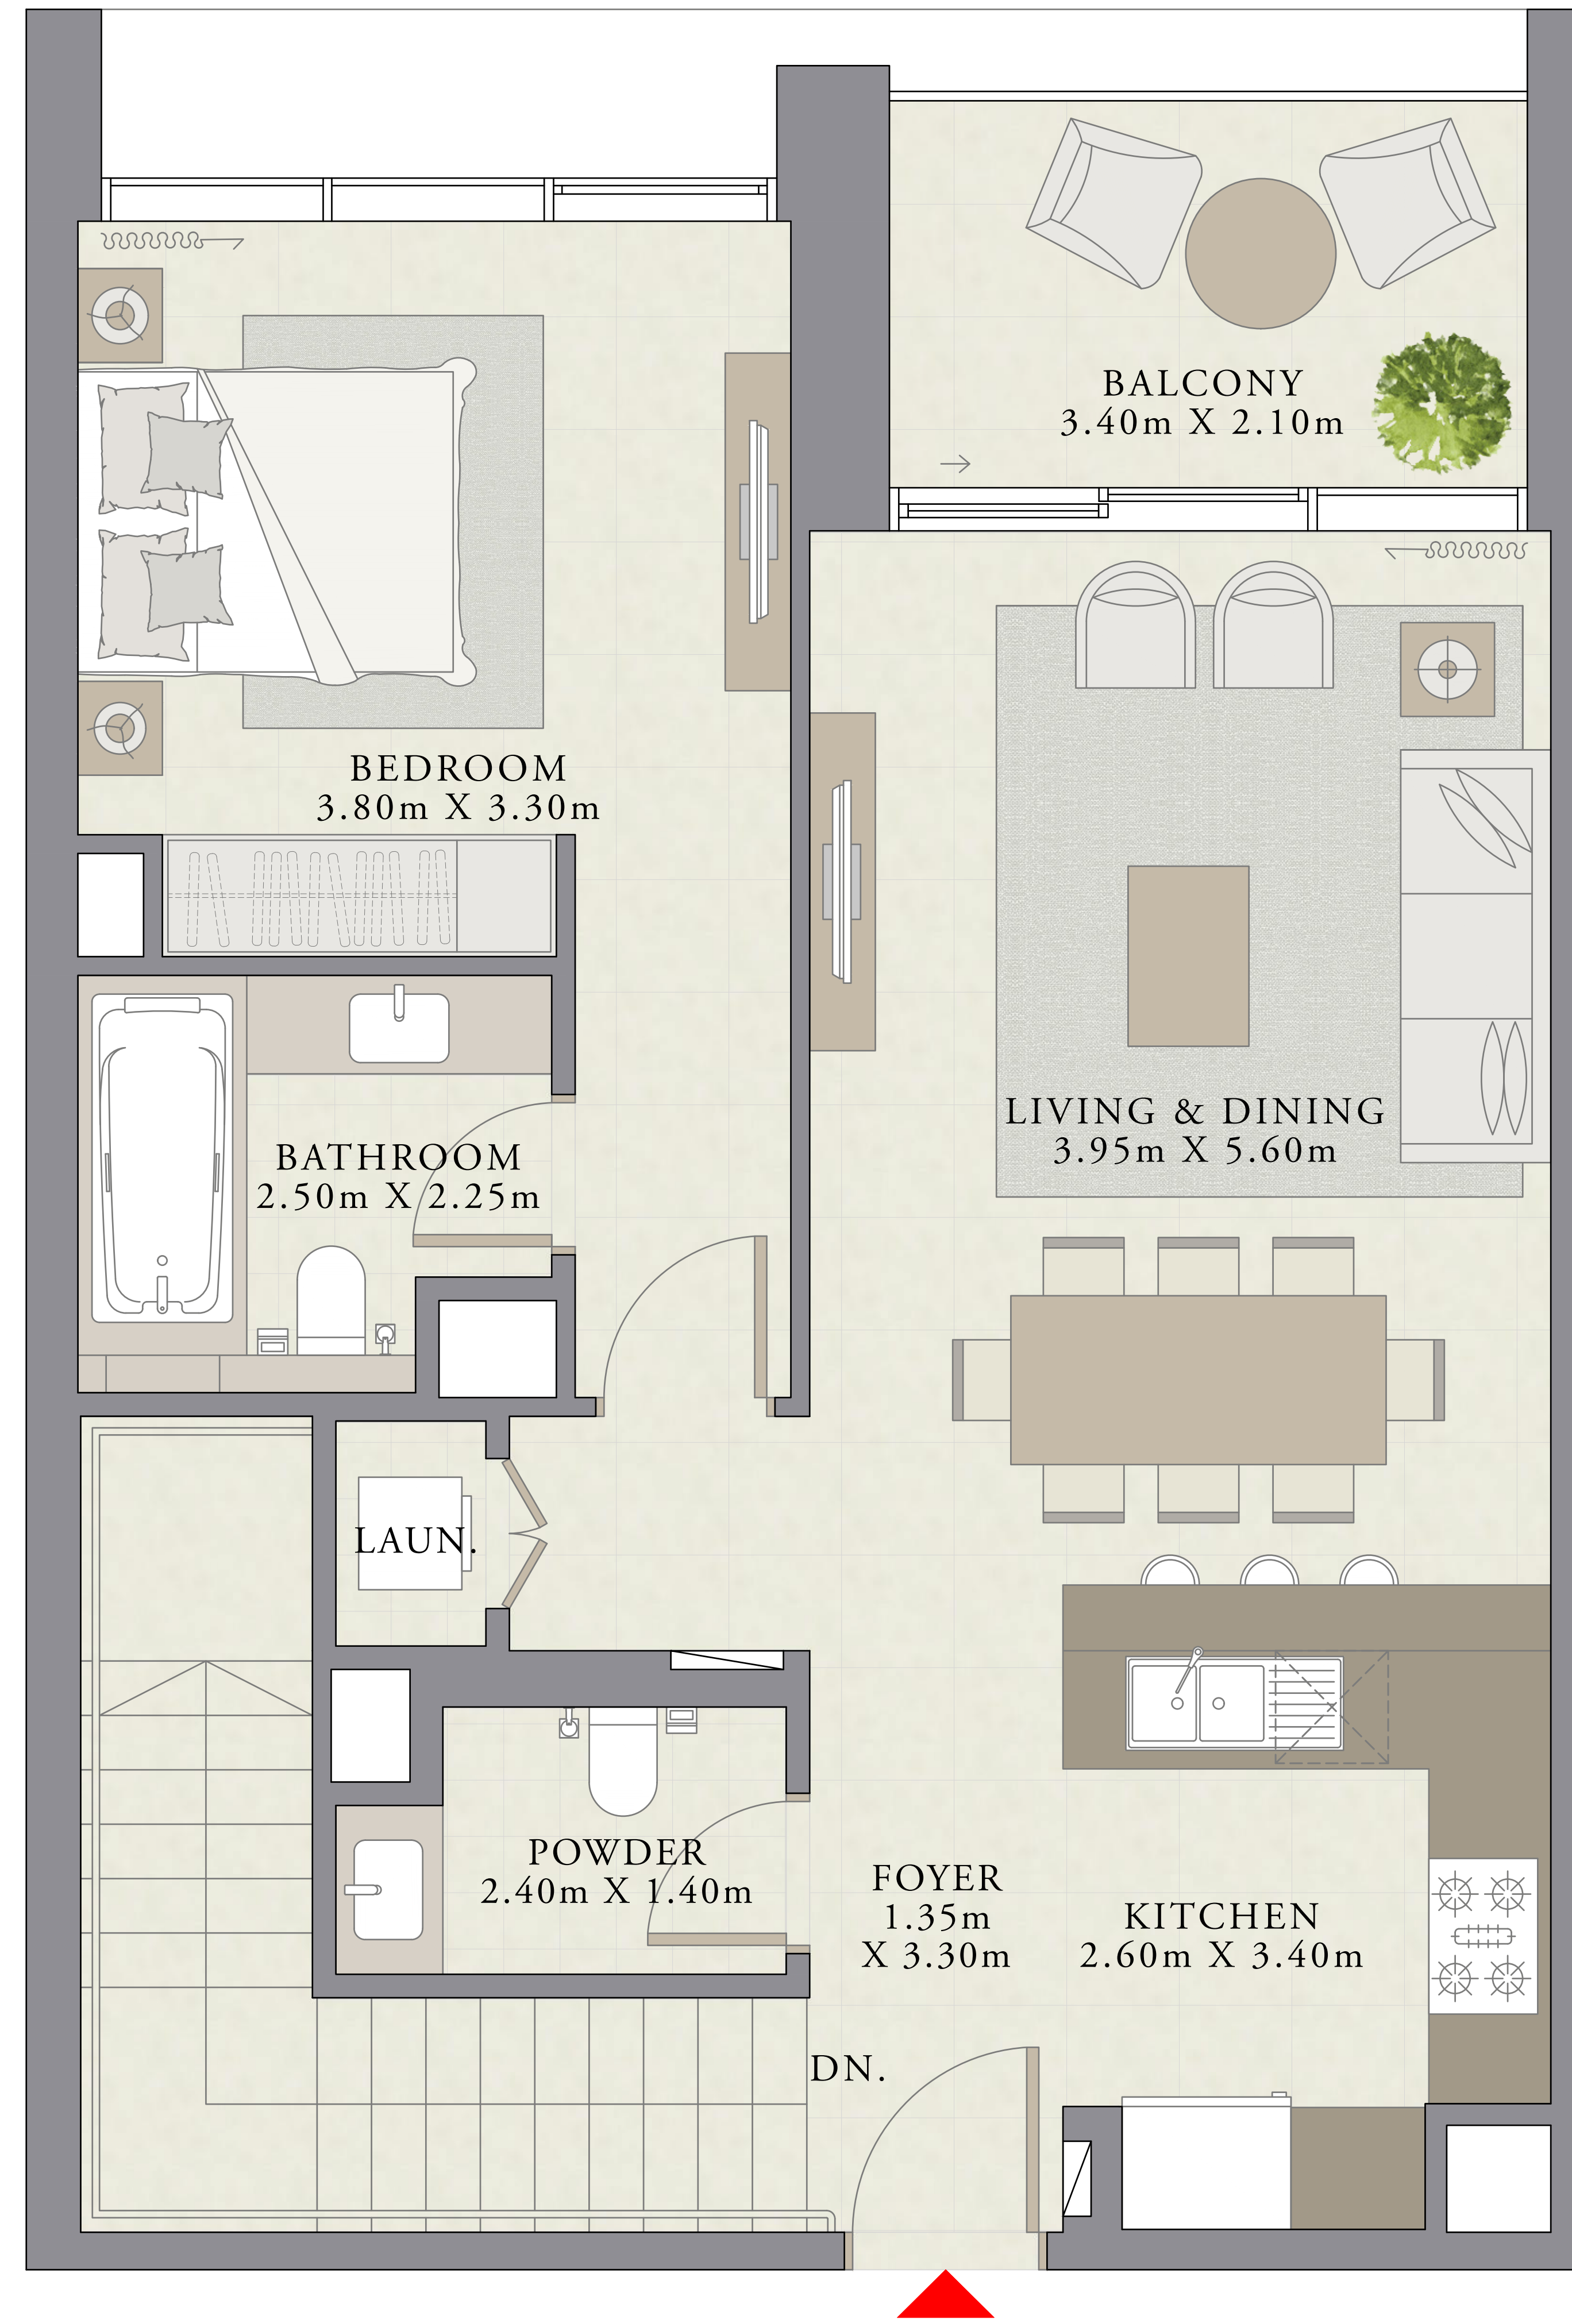 BALCONY
3.40m X 2.10m
BEDROOM
3.80m X 3.30m
LIVING & DINING
3.95m X 5.60m
BATHROOM
2.50m X 2.25m
LAUN.
POWDER
2.40m X 1.40m
FOYER
1.35m
X 3.30m
KITCHEN
2.60m X 3.40m
DN.